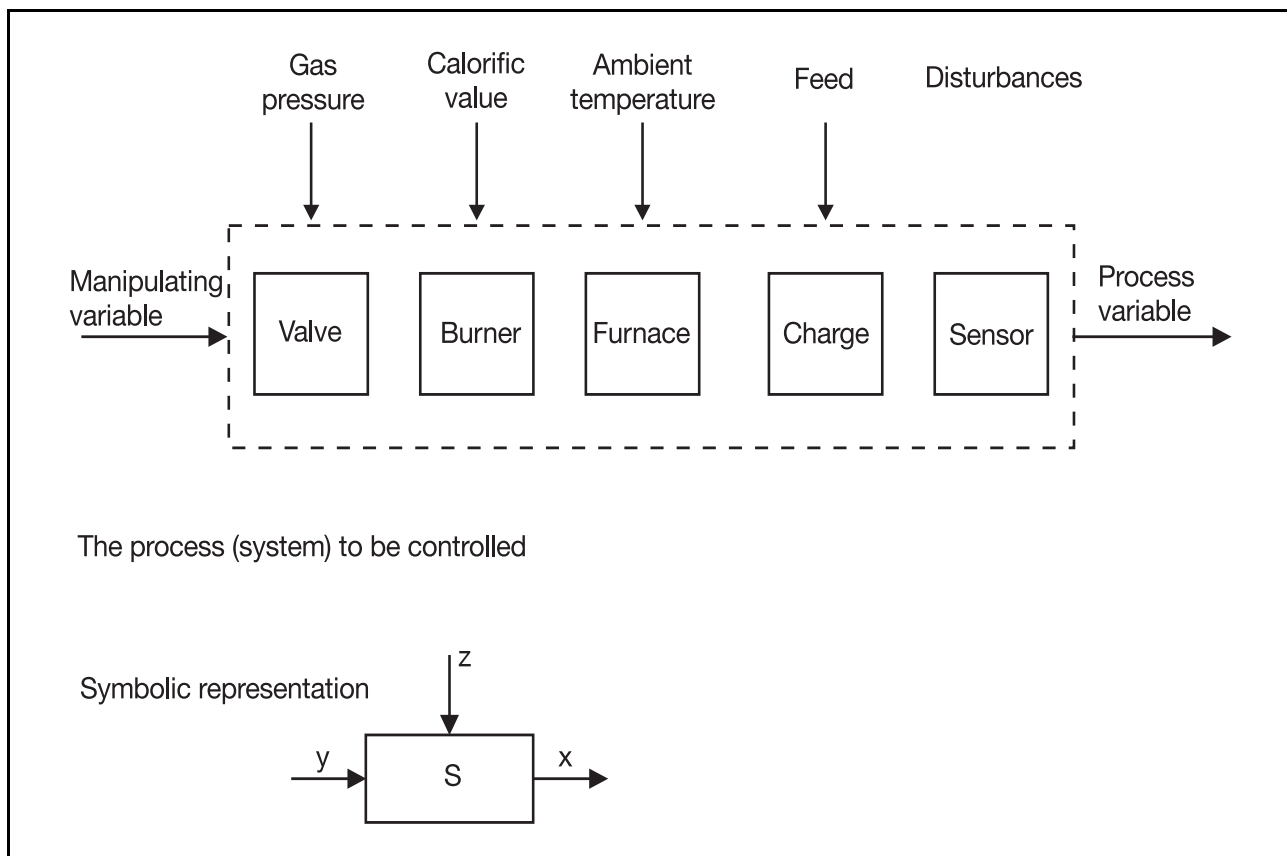 Gas
pressure
Calorific
value
Ambient
temperature
Feed
Disturbances
Manipulating
variable
Valve
Burner
Furnace
Charge
Sensor
Process
variable
The process (system) to be controlled
Symbolic representation
z
y
S
x